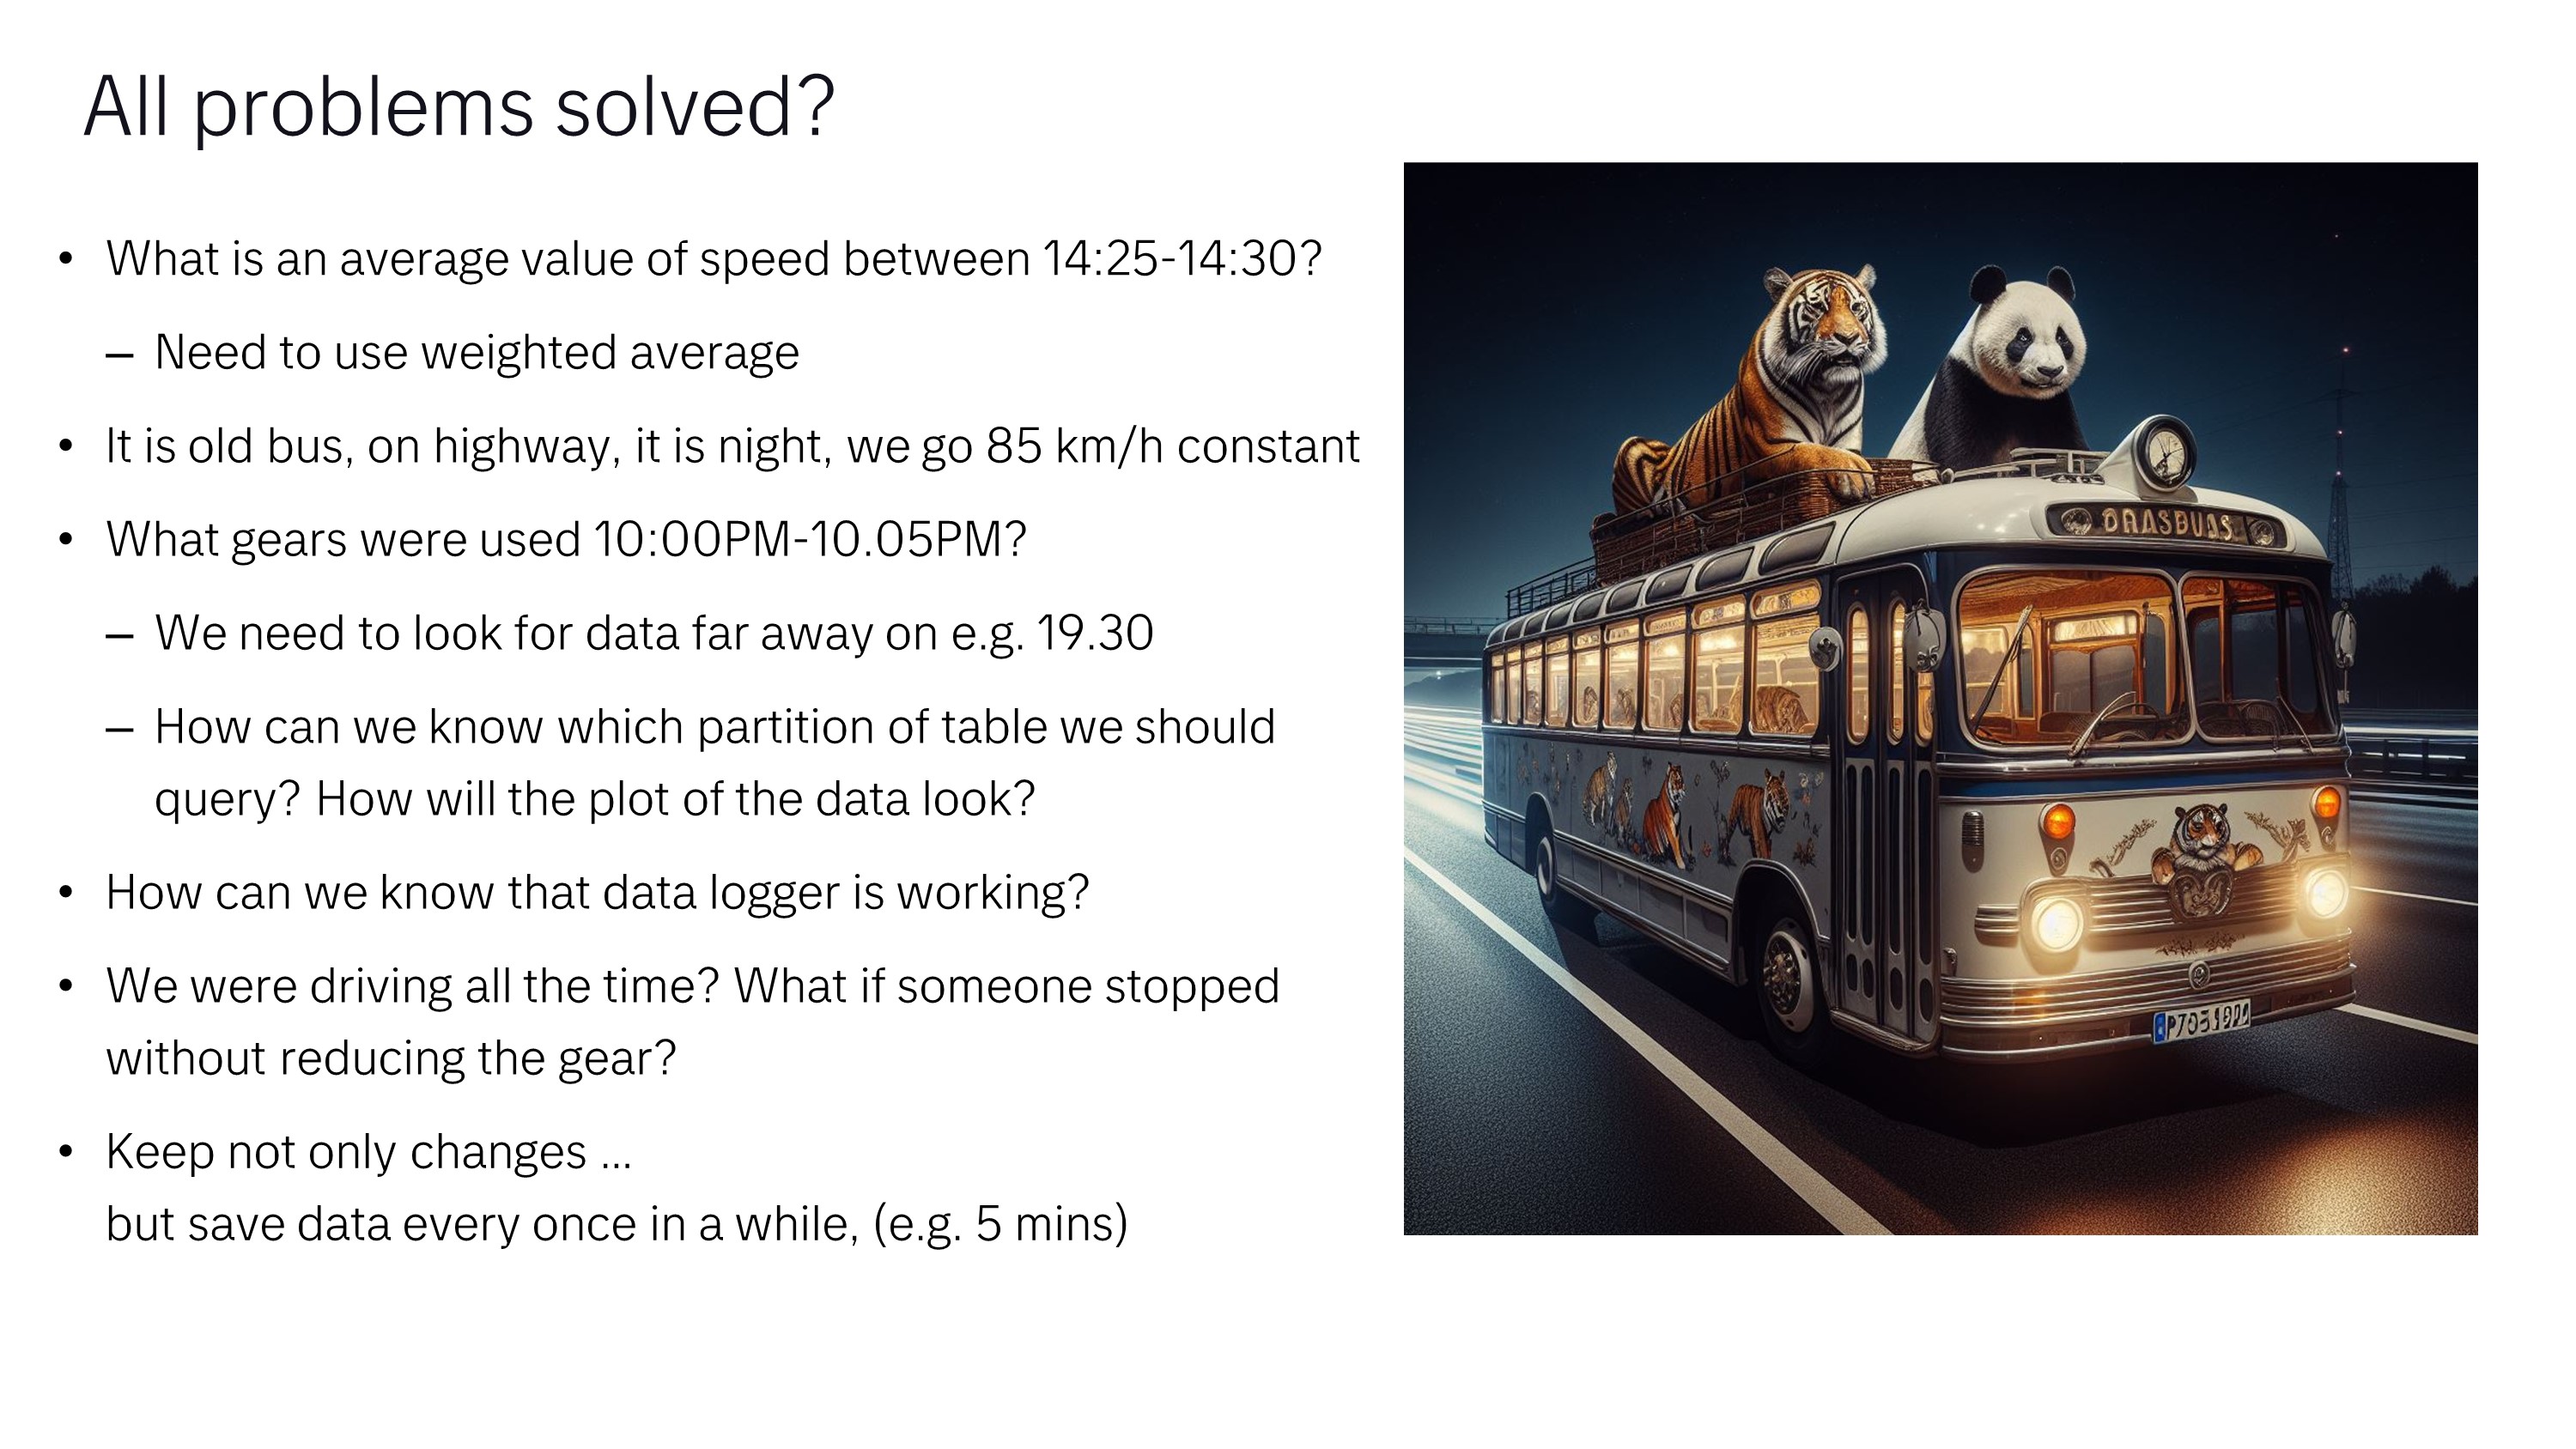 All problems solved?
• What is an average value of speed between 14:25-14:30?
– Need to use weighted average
• It is old bus, on highway, it is night, we go 85 km/h constant
• What gears were used 10:00PM-10.05PM?
– We need to look for data far away on e.g. 19.30
– How can we know which partition of table we should
query? How will the plot of the data look?
• How can we know that data logger is working?
• We were driving all the time? What if someone stopped
without reducing the gear?
• Keep not only changes ...
but save data every once in a while, (e.g. 5 mins)